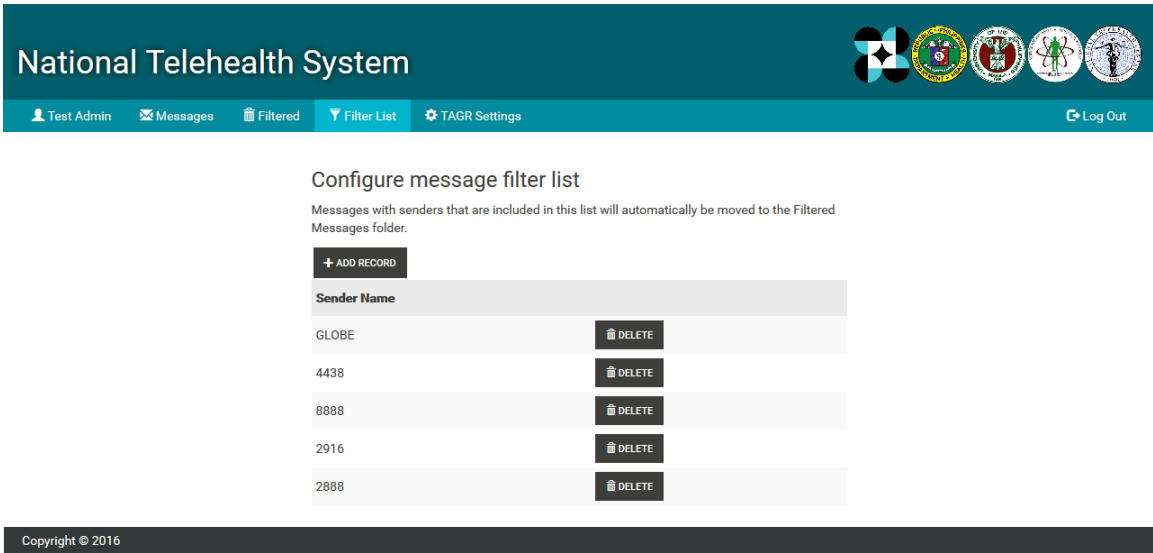 National Telehealth System
Test Admin Messages Filtered Filter List TAGR Settings Log Out
Configure message filter list
Messages with senders that are included in this list will automatically be moved to the Filtered
Messages folder.
ADD RECORD
Sender Name
GLOBE DELETE
4438 DELETE
8888 DELETE
2916 DELETE
2888 DELETE
Copyright © 2016